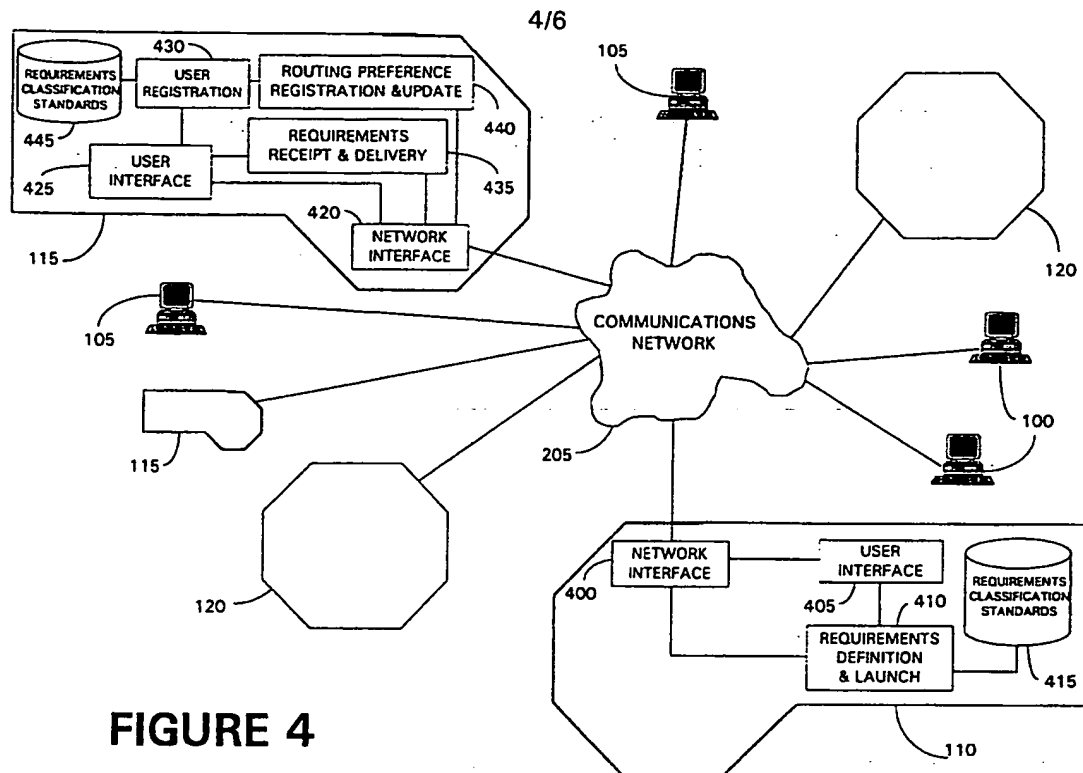 4/6
430
105
REQUIREMENTS
CLASSIFICATION
STANDARDS
USER
REGISTRATION
ROUTING PREFERENCE
REGISTRATION &UPDATE
445
440
REQUIREMENTS
RECEIPT & DELIVERY
425
USER
INTERFACE
435
420
NETWORK
INTERFACE
115
120
105
COMMUNICATIONS
NETWORK
100
115
205
120
400
NETWORK
INTERFACE
USER
INTERFACE
405
410
REQUIREMENTS
CLASSIFICATION
STANDARDS
REQUIREMENTS
DEFINITION
& LAUNCH
415
FIGURE 4
110